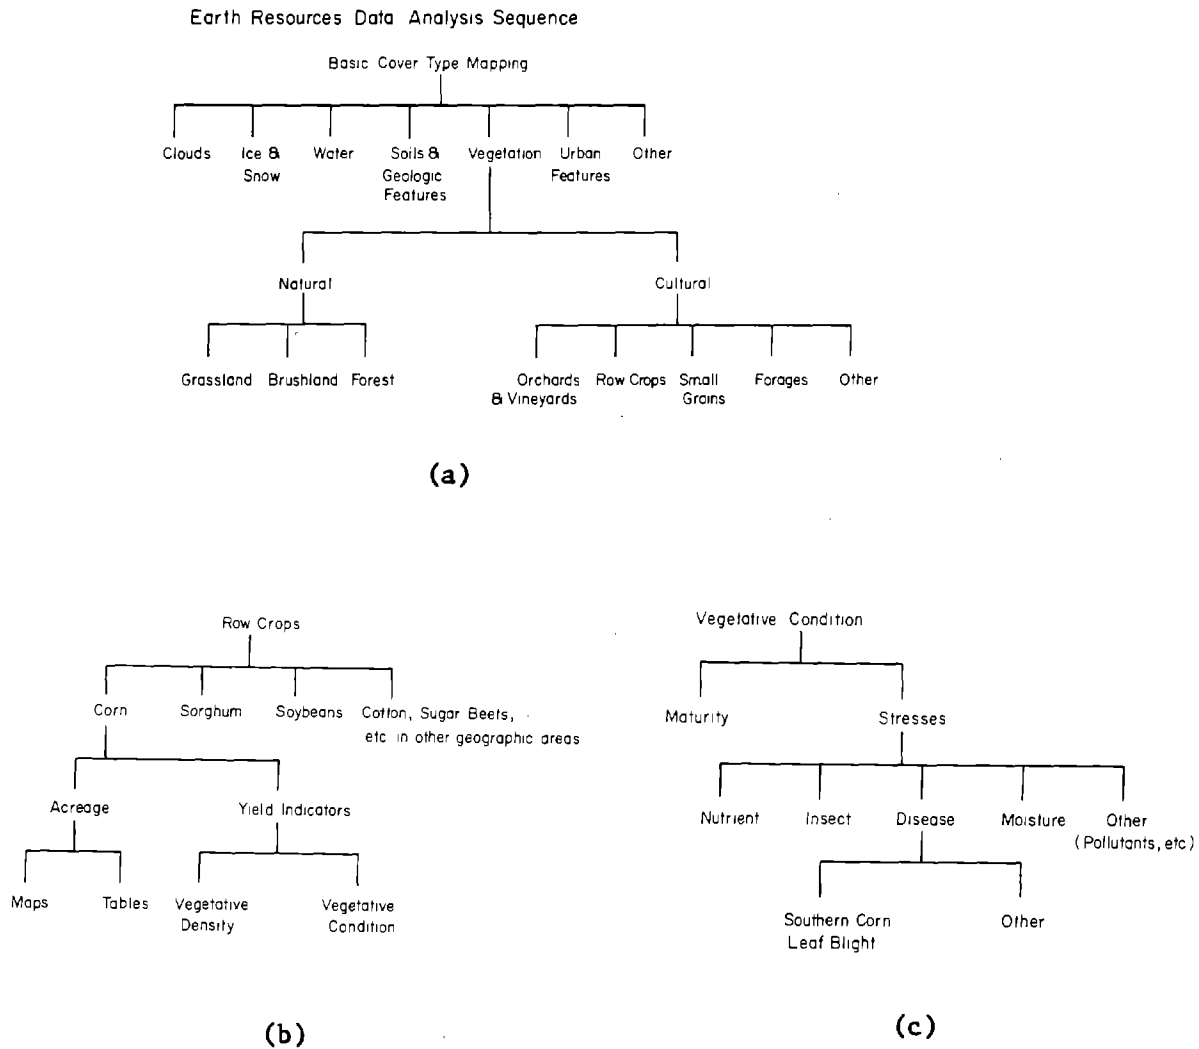 Earth Resources Data Analysis Sequence
Basic Cover Type Mapping
Clouds Ice & Water Soils & Vegetation Urban Other
Snow Geologic Features
Features
Natural Cultural
Grassland Brushland Forest Orchards Row Crops Small Forages Other
& Vineyards Grains
(a)
Row Crops
Corn Sorghum Soybeans Cotton, Sugar Beets,
etc in other geographic areas
Acreage Yield Indicators
Maps Tables Vegetative Vegetative
Density Condition
(b)
Vegetative Condition
Maturity Stresses
Nutrient Insect Disease Moisture Other
(Pollutants, etc)
Southern Corn Other
Leaf Blight
(c)